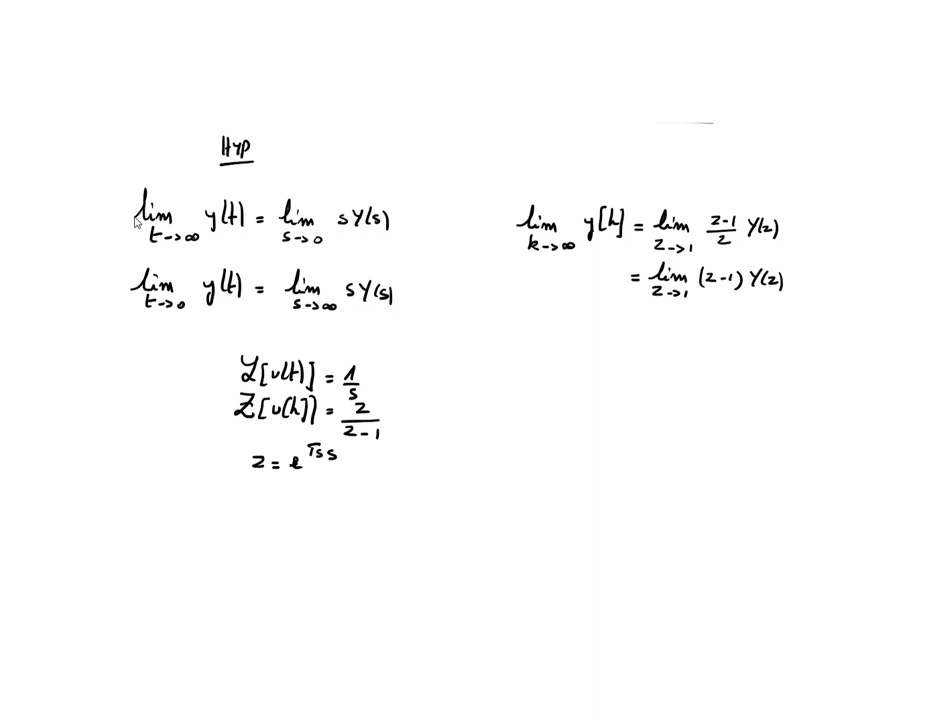 Hyp
lim t->∞ y(t) = lim s->0 sY(s)
lim t->0 y(t) = lim s->∞ sY(s)
ℒ[u(t)] = 1/s
Z[u(k]) = z/(z-1)
z = e^(Ts s)
lim k->∞ y[k] = lim z->1 (z-1)/z Y(z)
= lim z->1 (z-1) Y(z)